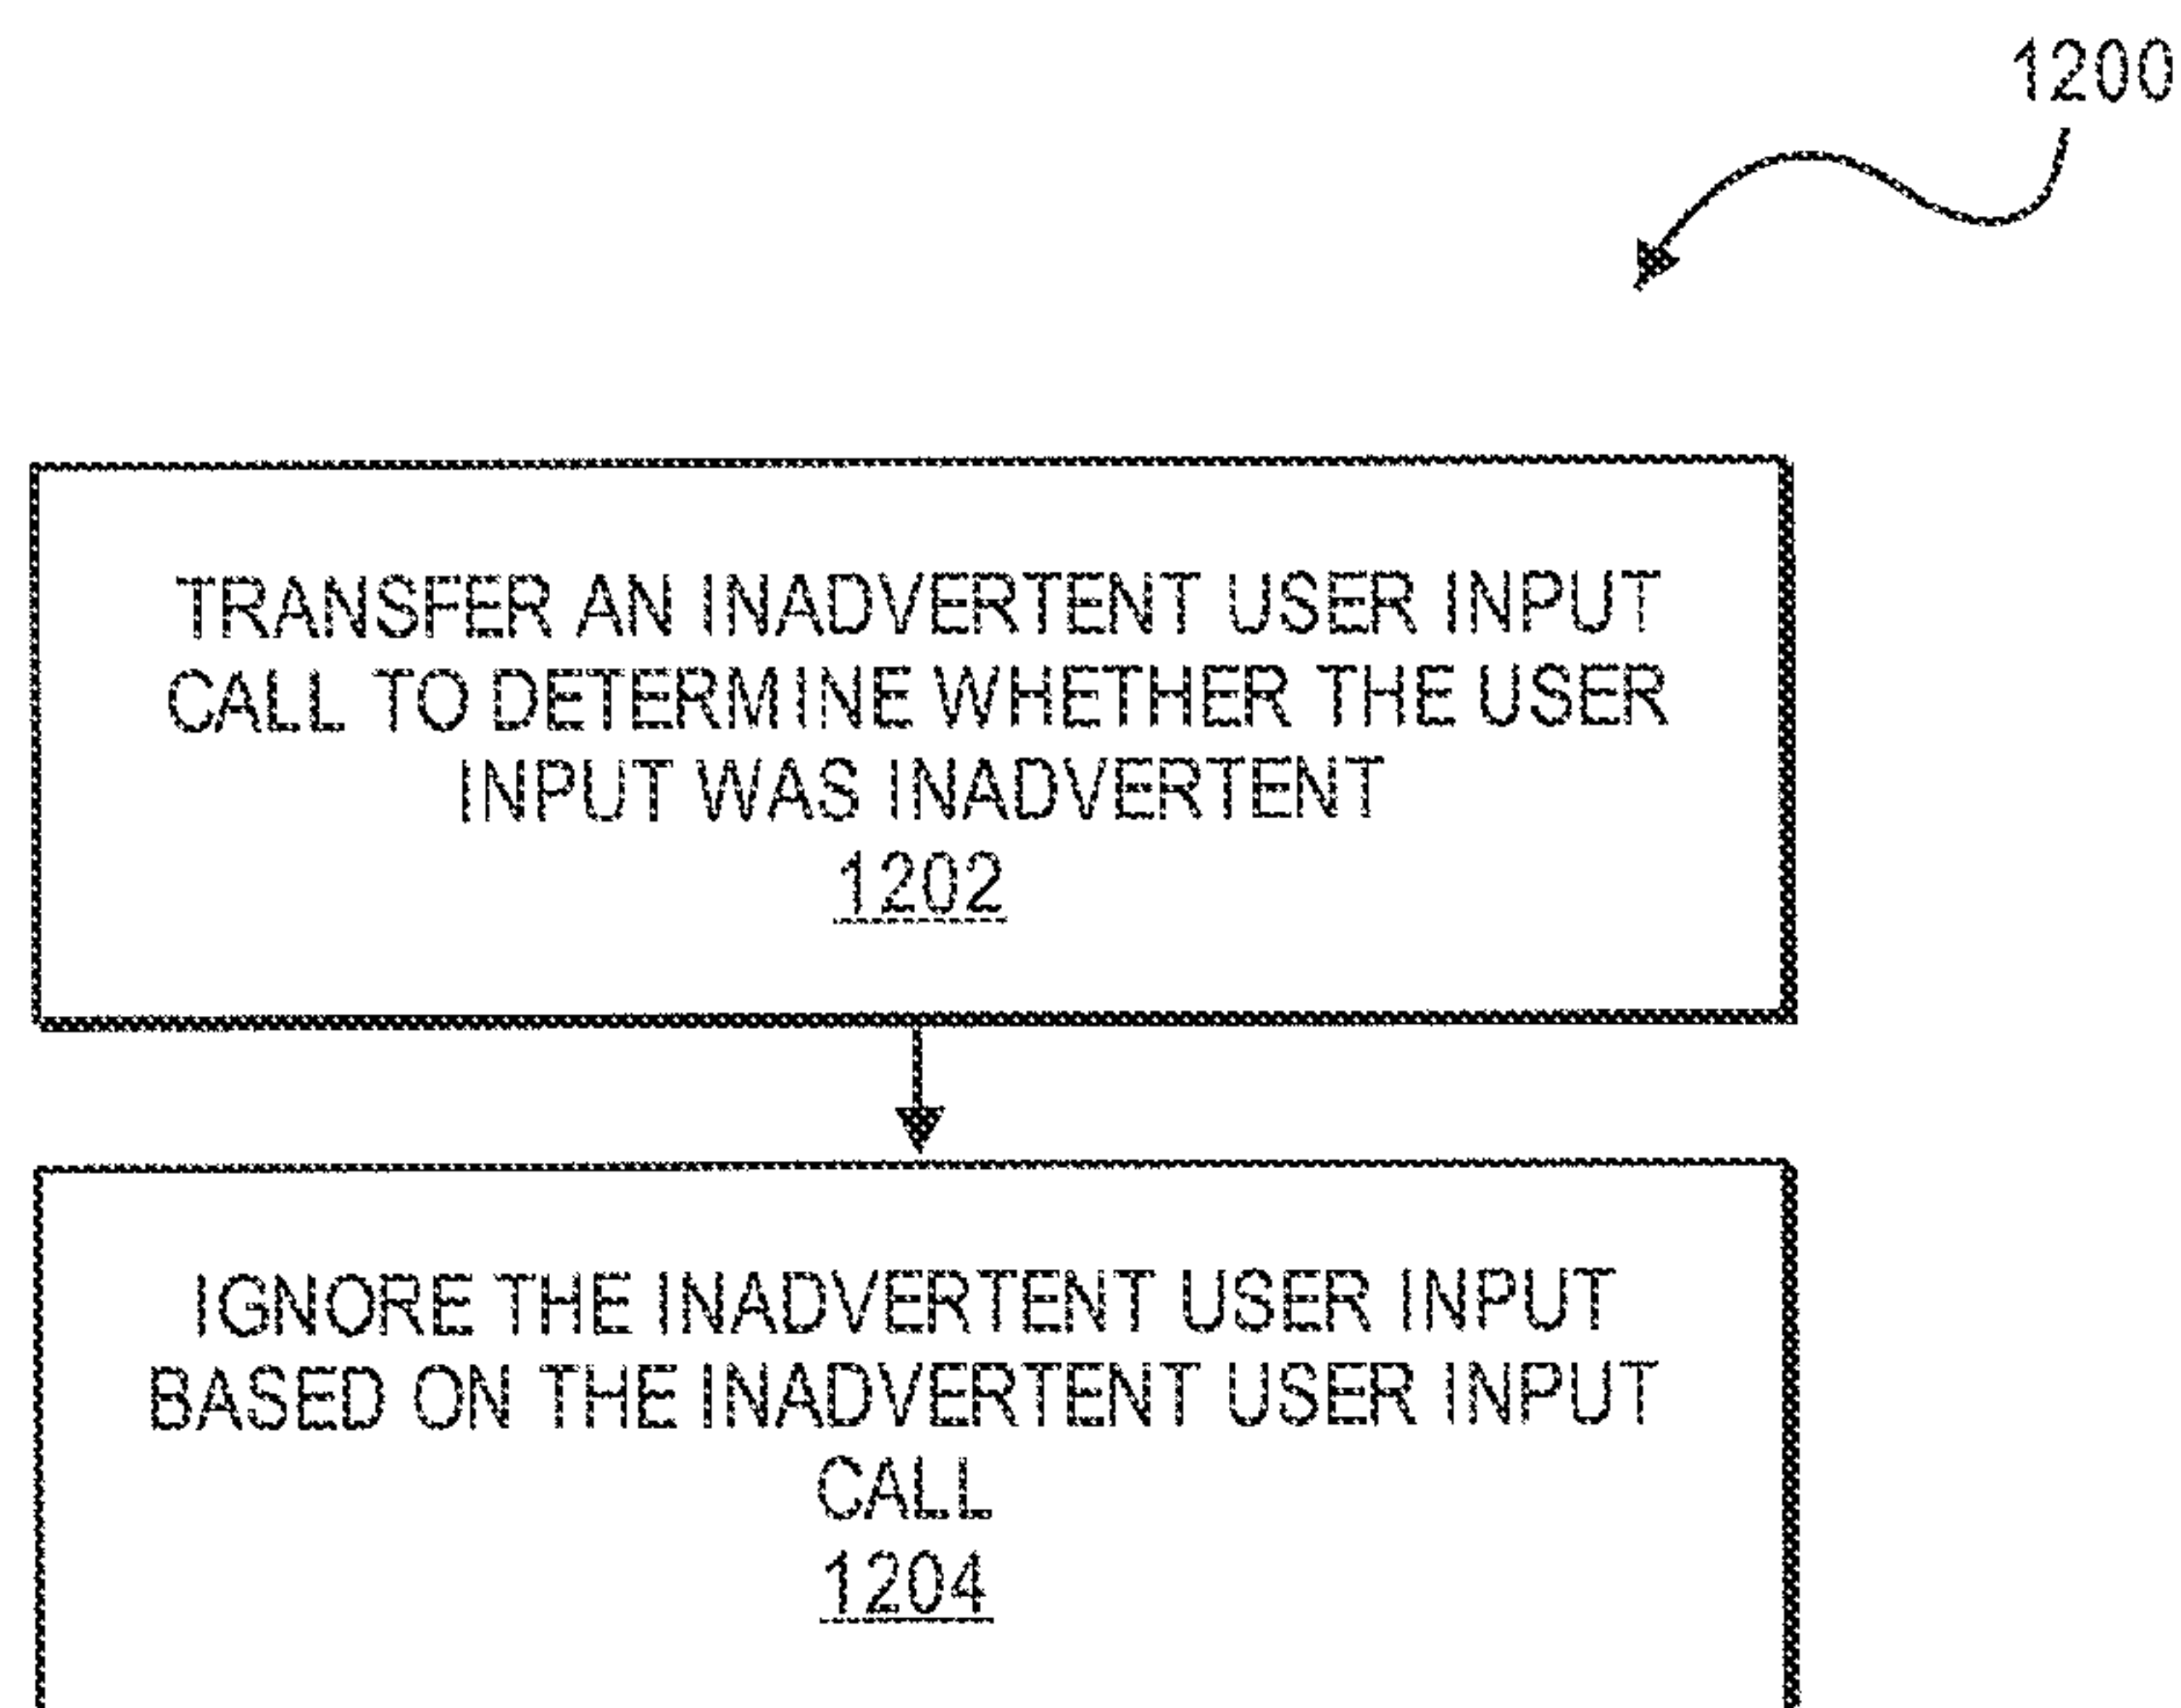 1200
TRANSFER AN INADVERTENT USER INPUT
CALL TO DETERMINE WHETHER THE USER
INPUT WAS INADVERTENT
1202
IGNORE THE INADVERTENT USER INPUT
BASED ON THE INADVERTENT USER INPUT
CALL
1204